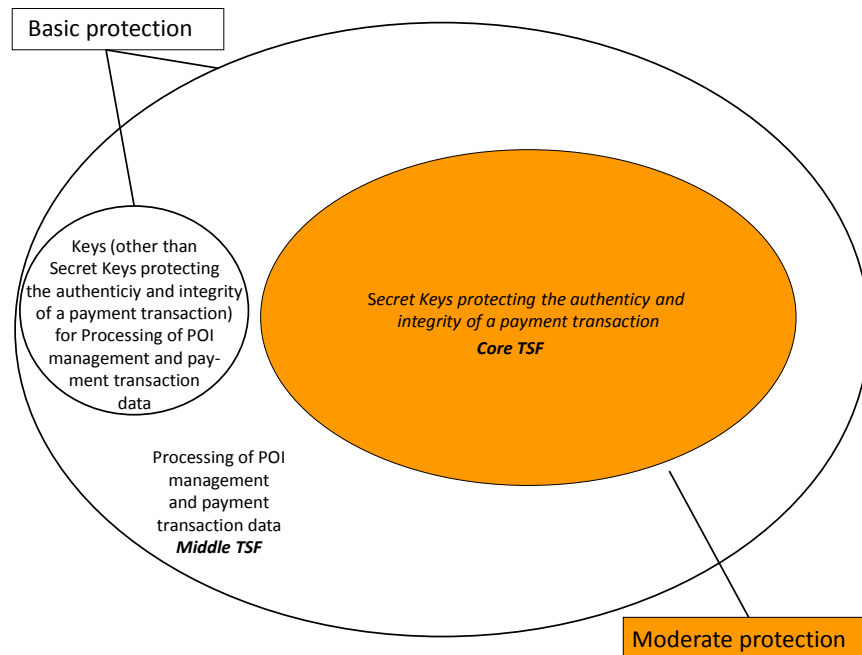 Basic protection
Keys (other than
Secret Keys protecting
the authenticiy and integrity
of a payment transaction)
for Processing of POI
management and pay-
ment transaction
data
Secret Keys protecting the authenticy and
integrity of a payment transaction
Core TSF
Processing of POI
management
and payment
transaction data
Middle TSF
Moderate protection